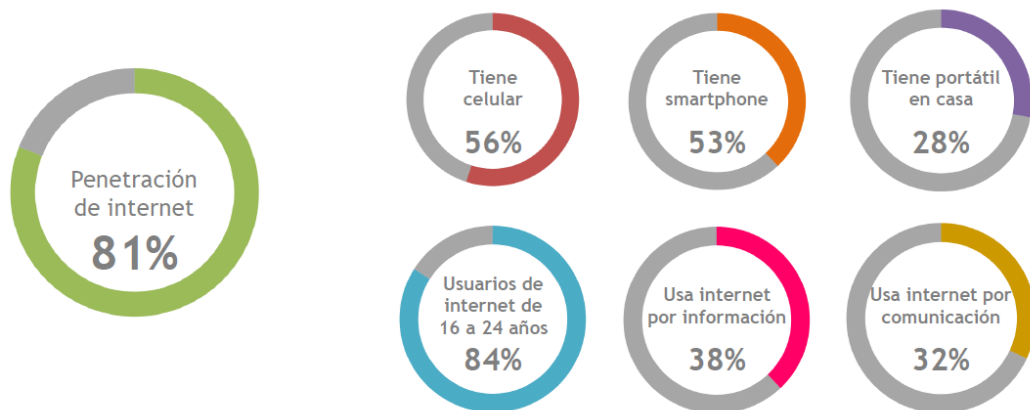 Penetración
de internet
81%
Tiene
celular
56%
Tiene
smartphone
53%
Tiene portátil
en casa
28%
Usuarios de
internet de
16 a 24 años
84%
Usa internet
por información
38%
Usa internet por
comunicación
32%